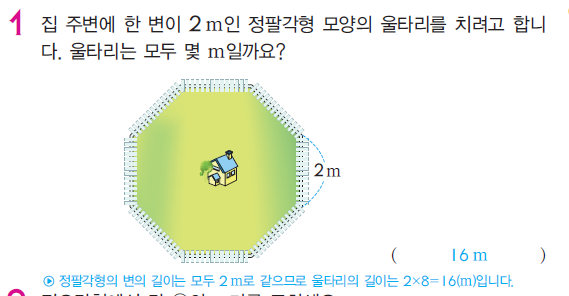 1 집 주변에 한 변이 2 m인 정팔각형 모양의 울타리를 치려고 합니
다. 울타리는 모두 몇 m일까요?
2 m
( 16 m )
정팔각형의 변의 길이는 모두 2 m로 같으므로 울타리의 길이는 2×8=16(m)입니다.